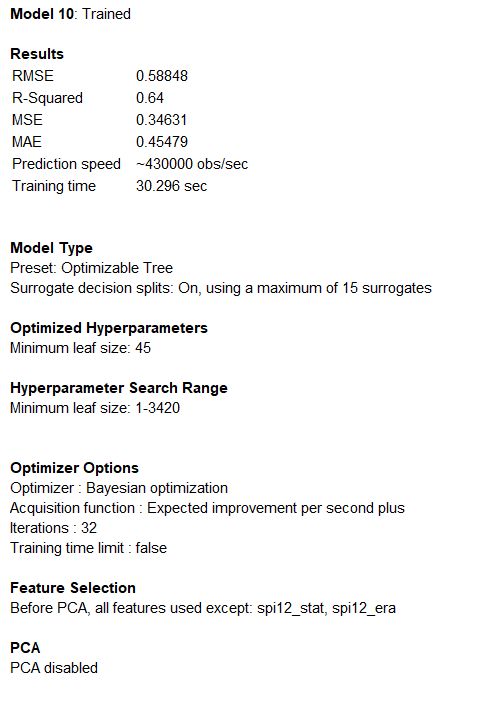 Model 10: Trained
Results
RMSE 0.58848
R-Squared 0.64
MSE 0.34631
MAE 0.45479
Prediction speed ~430000 obs/sec
Training time 30.296 sec
Model Type
Preset: Optimizable Tree
Surrogate decision splits: On, using a maximum of 15 surrogates
Optimized Hyperparameters
Minimum leaf size: 45
Hyperparameter Search Range
Minimum leaf size: 1-3420
Optimizer Options
Optimizer : Bayesian optimization
Acquisition function : Expected improvement per second plus
Iterations : 32
Training time limit : false
Feature Selection
Before PCA, all features used except: spi12_stat, spi12_era
PCA
PCA disabled